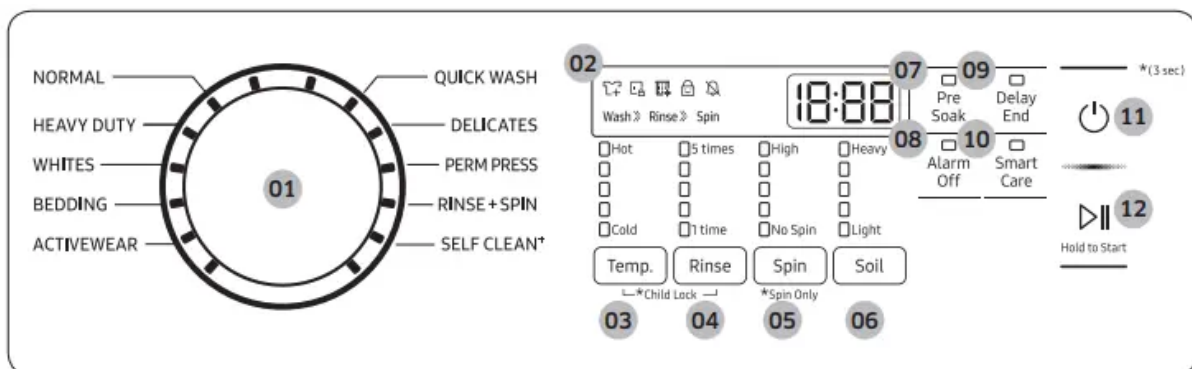 NORMAL
HEAVY DUTY
WHITES
BEDDING
ACTIVEWEAR
01
QUICK WASH
DELICATES
PERM PRESS
RINSE + SPIN
SELF CLEAN+
02
18:88
Wash» Rinse» Spin
Hot 5 times High Heavy
Cold 1 time No Spin Light
Temp. Rinse Spin Soil
*Child Lock *Spin Only
03 04 05 06
07 09
Pre Soak
Delay End
08 10
Alarm Off
Smart Care
*(3 sec)
11
12
Hold to Start